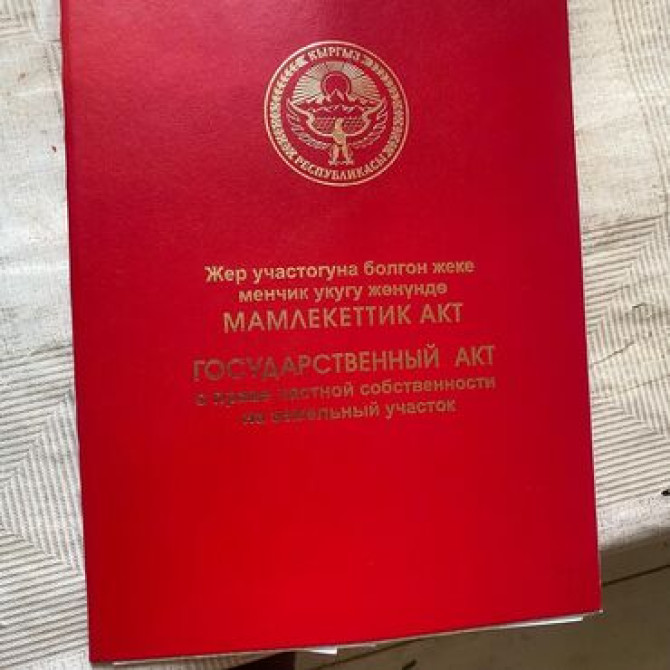 КЫРГЫЗ
РЕСПУБЛИКАСЫ
Жер участогуна болгон жеке
менчик укугу жөнүндө
МАМЛЕКЕТТИК АКТ
ГОСУДАРСТВЕННЫЙ АКТ
о праве частной собственности
на земельный участок